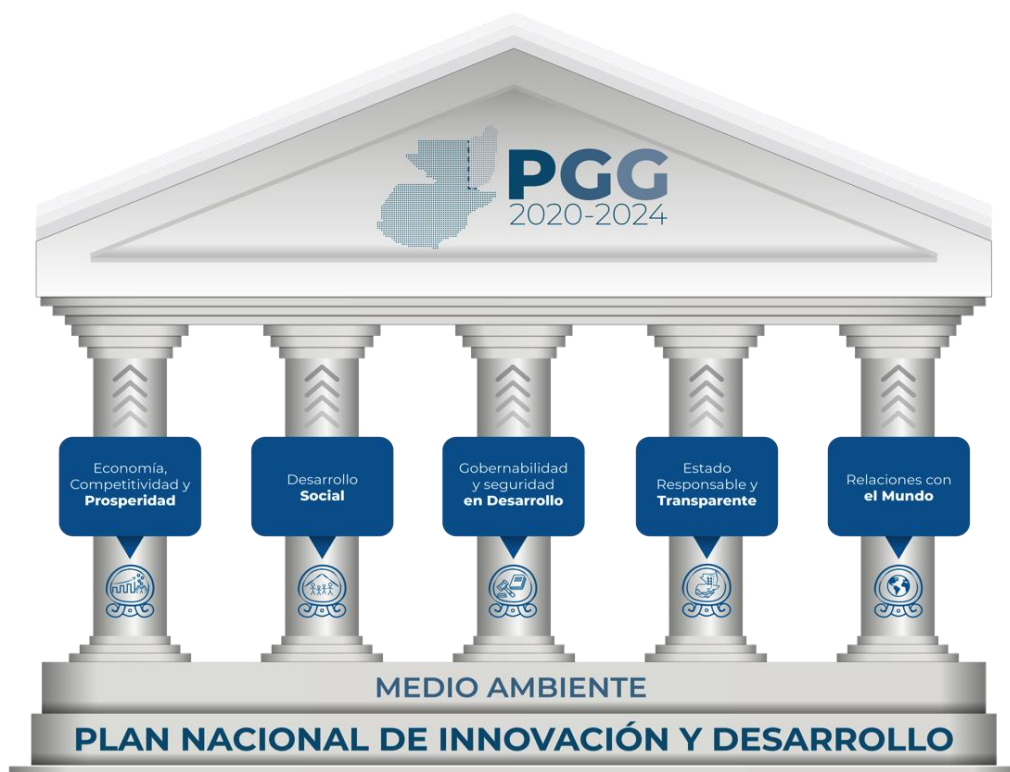 PGG
2020-2024
Economía,
Competitividad y
Prosperidad
Desarrollo
Social
Gobernabilidad
y seguridad
en Desarrollo
Estado
Responsable y
Transparente
Relaciones con
el Mundo
MEDIO AMBIENTE
PLAN NACIONAL DE INNOVACIÓN Y DESARROLLO